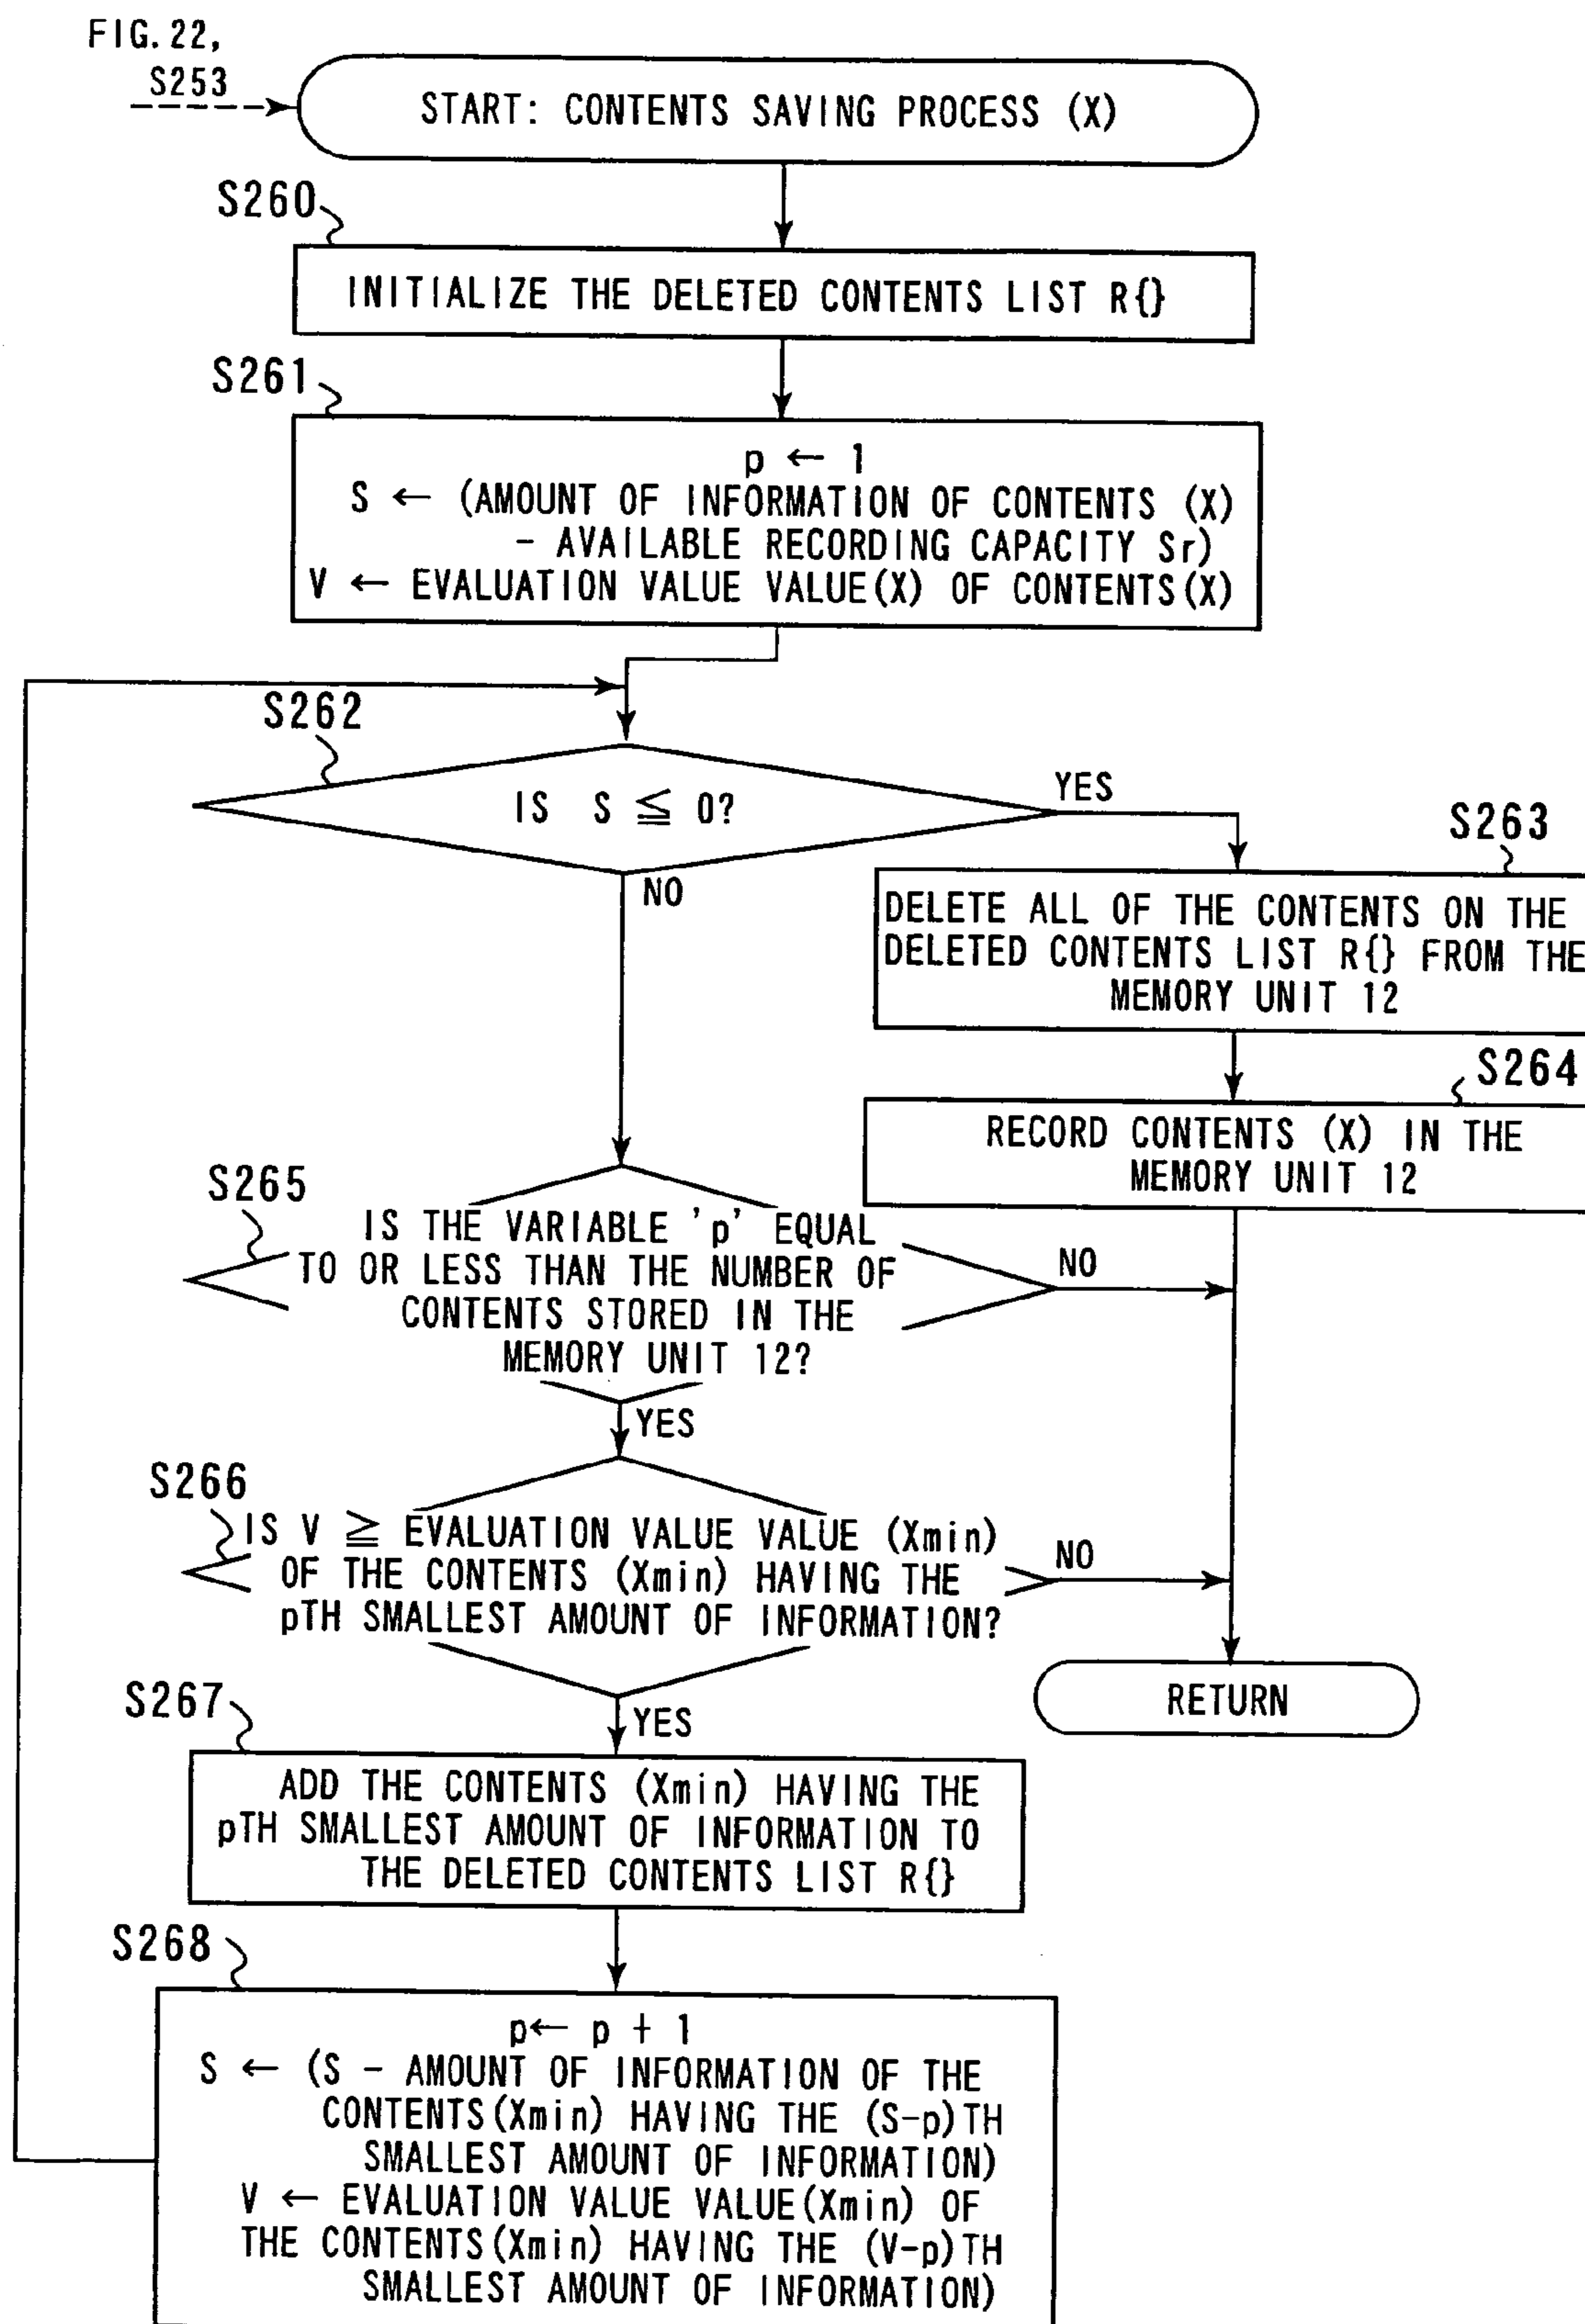 FIG. 22,
S253
START: CONTENTS SAVING PROCESS (X)
S260
INITIALIZE THE DELETED CONTENTS LIST R{}
S261
p ← 1
S ← (AMOUNT OF INFORMATION OF CONTENTS (X)
- AVAILABLE RECORDING CAPACITY Sr)
V ← EVALUATION VALUE VALUE(X) OF CONTENTS(X)
S262
IS S ≦ 0?
YES
NO
S263
DELETE ALL OF THE CONTENTS ON THE
DELETED CONTENTS LIST R{} FROM THE
MEMORY UNIT 12
S264
RECORD CONTENTS (X) IN THE
MEMORY UNIT 12
S265
IS THE VARIABLE 'p' EQUAL
TO OR LESS THAN THE NUMBER OF
CONTENTS STORED IN THE
MEMORY UNIT 12?
NO
YES
S266
IS V ≧ EVALUATION VALUE VALUE (Xmin)
OF THE CONTENTS (Xmin) HAVING THE
pTH SMALLEST AMOUNT OF INFORMATION?
NO
YES
RETURN
S267
ADD THE CONTENTS (Xmin) HAVING THE
pTH SMALLEST AMOUNT OF INFORMATION TO
THE DELETED CONTENTS LIST R{}
S268
p← p + 1
S ← (S - AMOUNT OF INFORMATION OF THE
CONTENTS(Xmin) HAVING THE (S-p)TH
SMALLEST AMOUNT OF INFORMATION)
V ← EVALUATION VALUE VALUE(Xmin) OF
THE CONTENTS(Xmin) HAVING THE (V-p)TH
SMALLEST AMOUNT OF INFORMATION)